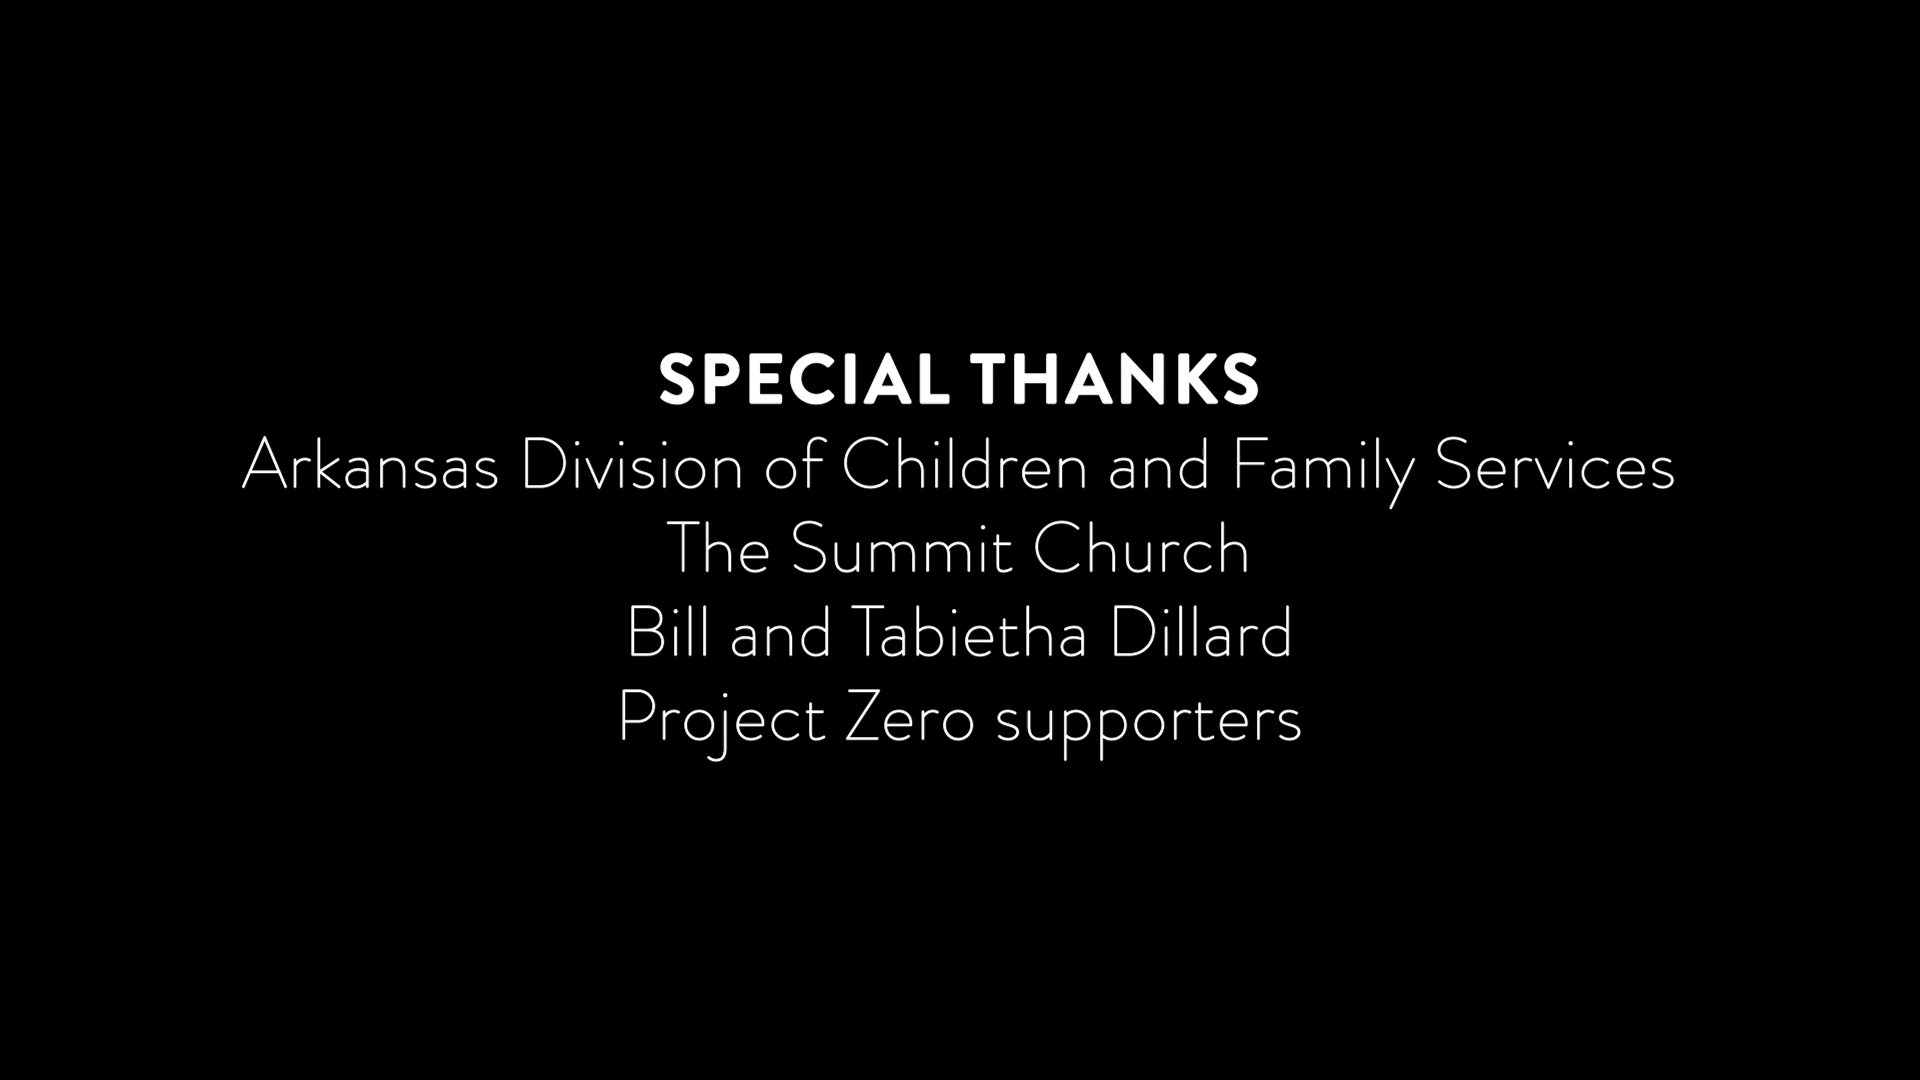 SPECIAL THANKS
Arkansas Division of Children and Family Services
The Summit Church
Bill and Tabietha Dillard
Project Zero supporters